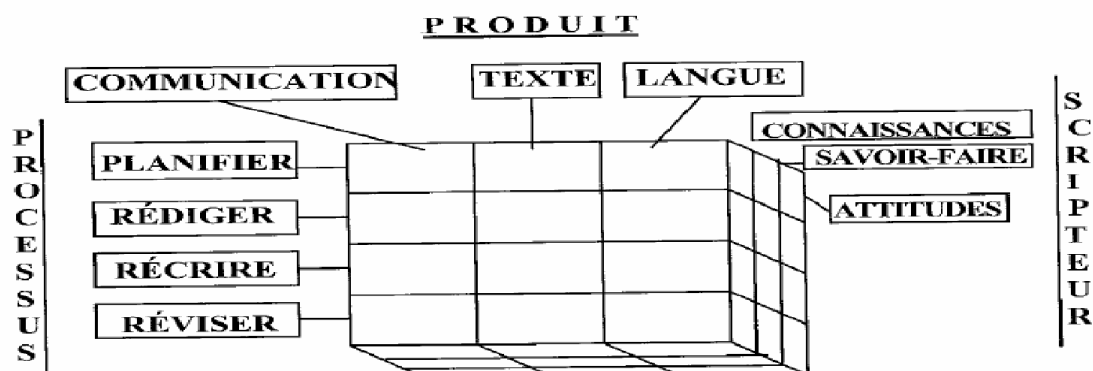 PRODUIT
COMMUNICATION
TEXTE
LANGUE
PROCESSUS
PLANIFIER
RÉDIGER
RÉCRIRE
RÉVISER
CONNAISSANCES
SAVOIR-FAIRE
ATTITUDES
SCRIPTEUR